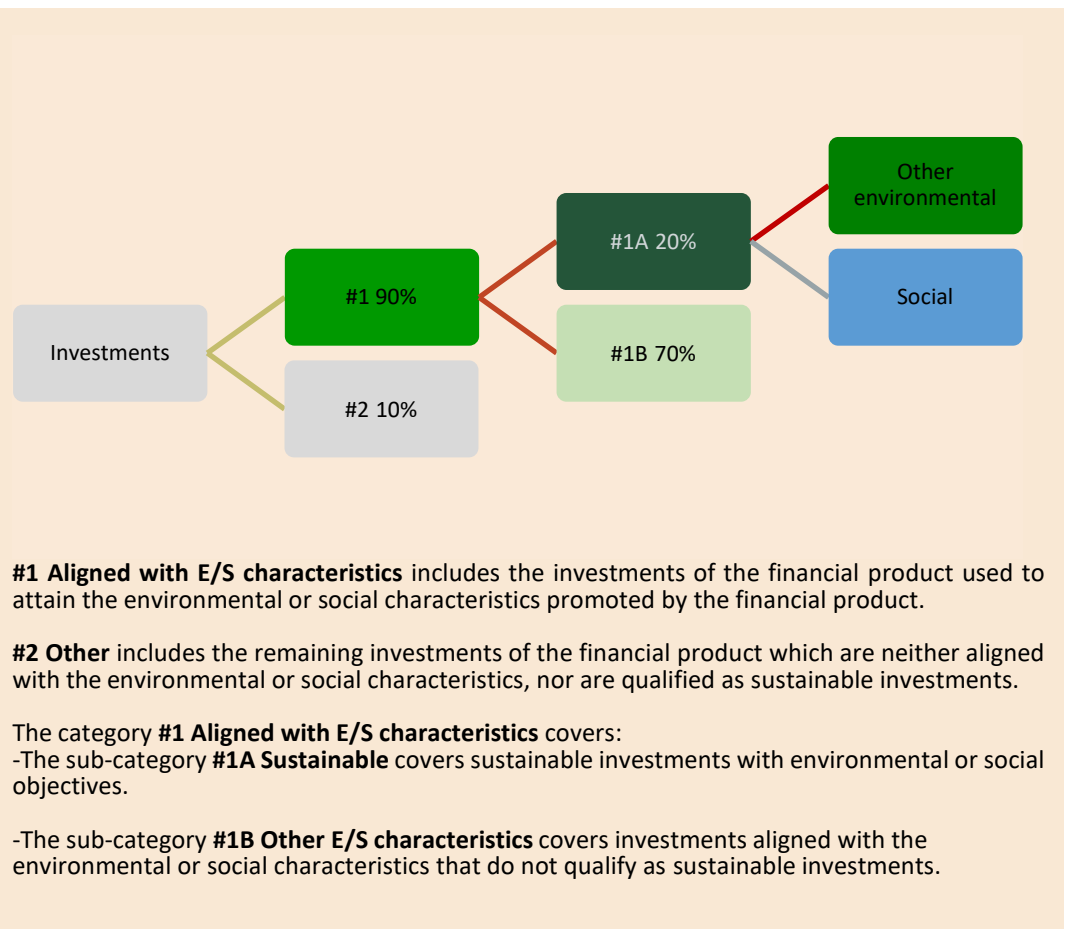 Other
environmental
#1A 20%
#1 90%
Social
Investments
#1B 70%
#2 10%
#1 Aligned with E/S characteristics includes the investments of the financial product used to
attain the environmental or social characteristics promoted by the financial product.
#2 Other includes the remaining investments of the financial product which are neither aligned
with the environmental or social characteristics, nor are qualified as sustainable investments.
The category #1 Aligned with E/S characteristics covers:
-The sub-category #1A Sustainable covers sustainable investments with environmental or social
objectives.
-The sub-category #1B Other E/S characteristics covers investments aligned with the
environmental or social characteristics that do not qualify as sustainable investments.